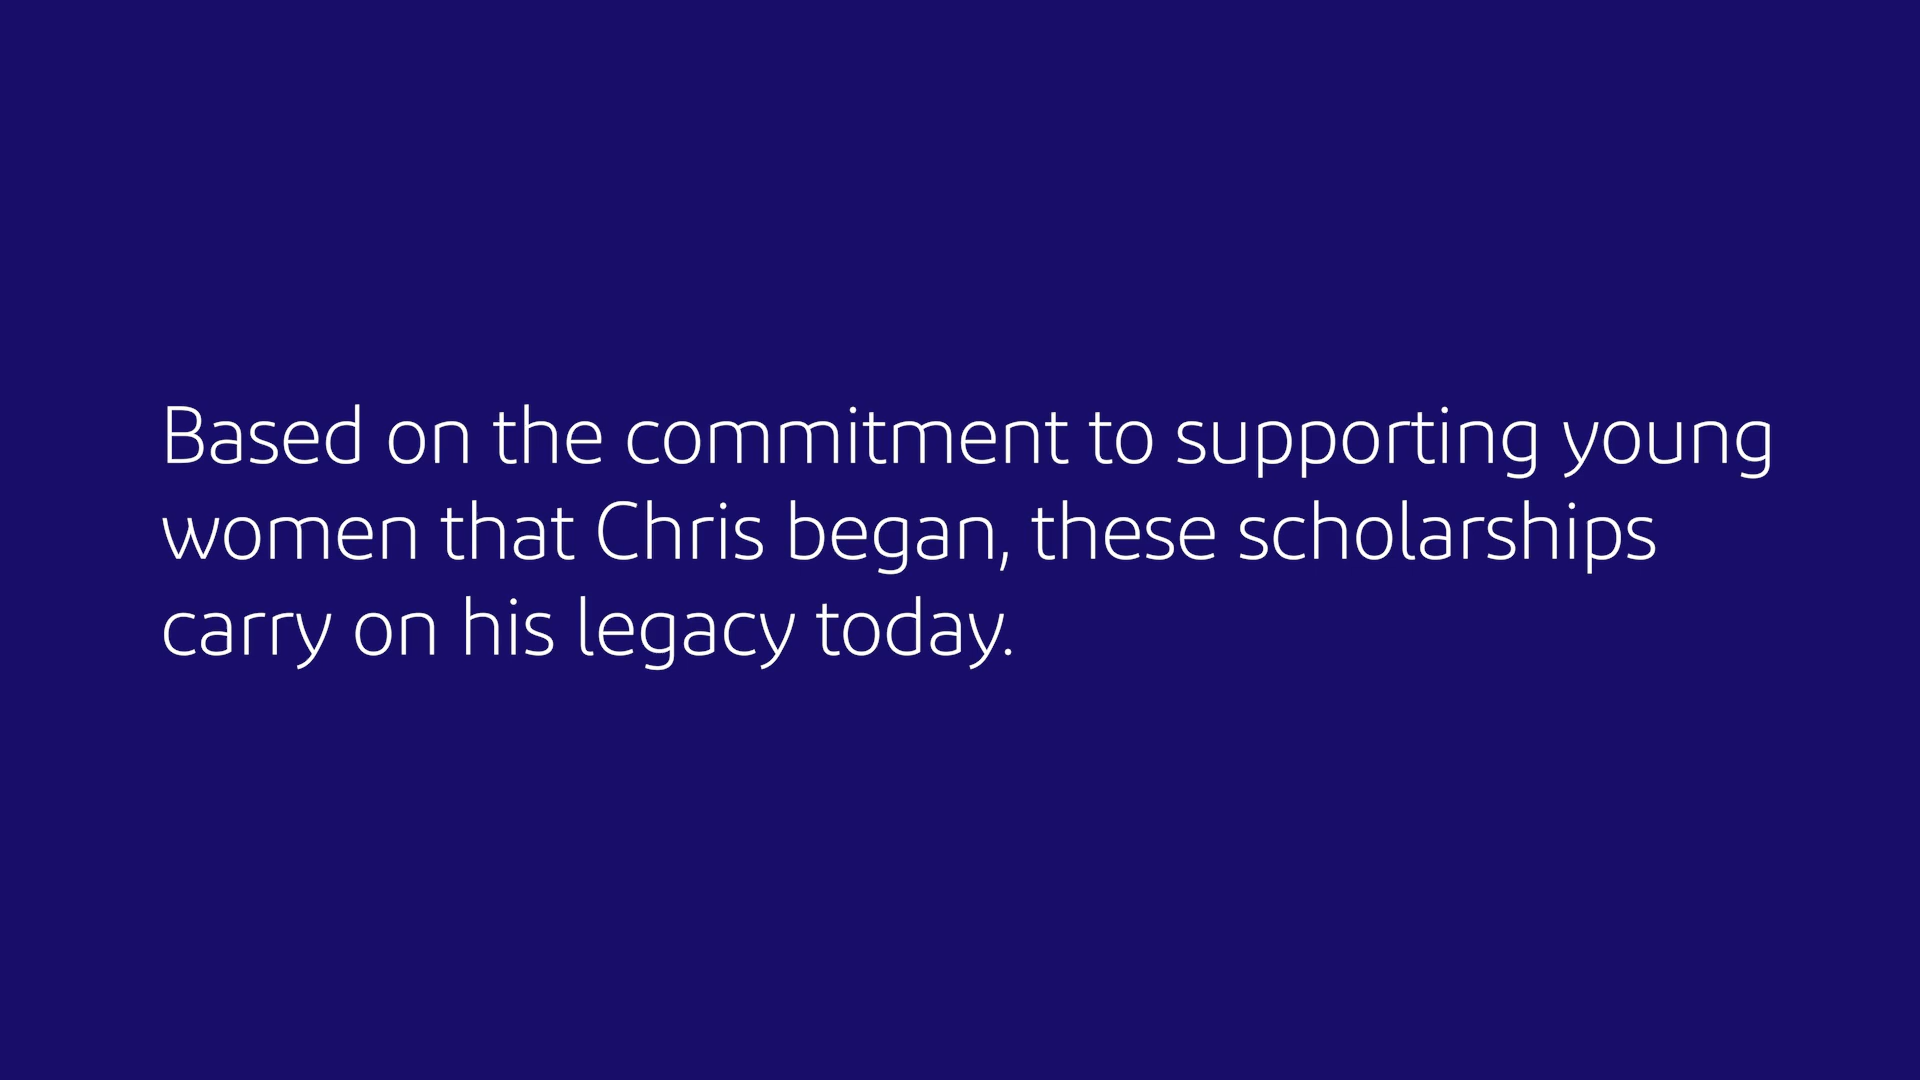 Based on the commitment to supporting young
women that Chris began, these scholarships
carry on his legacy today.